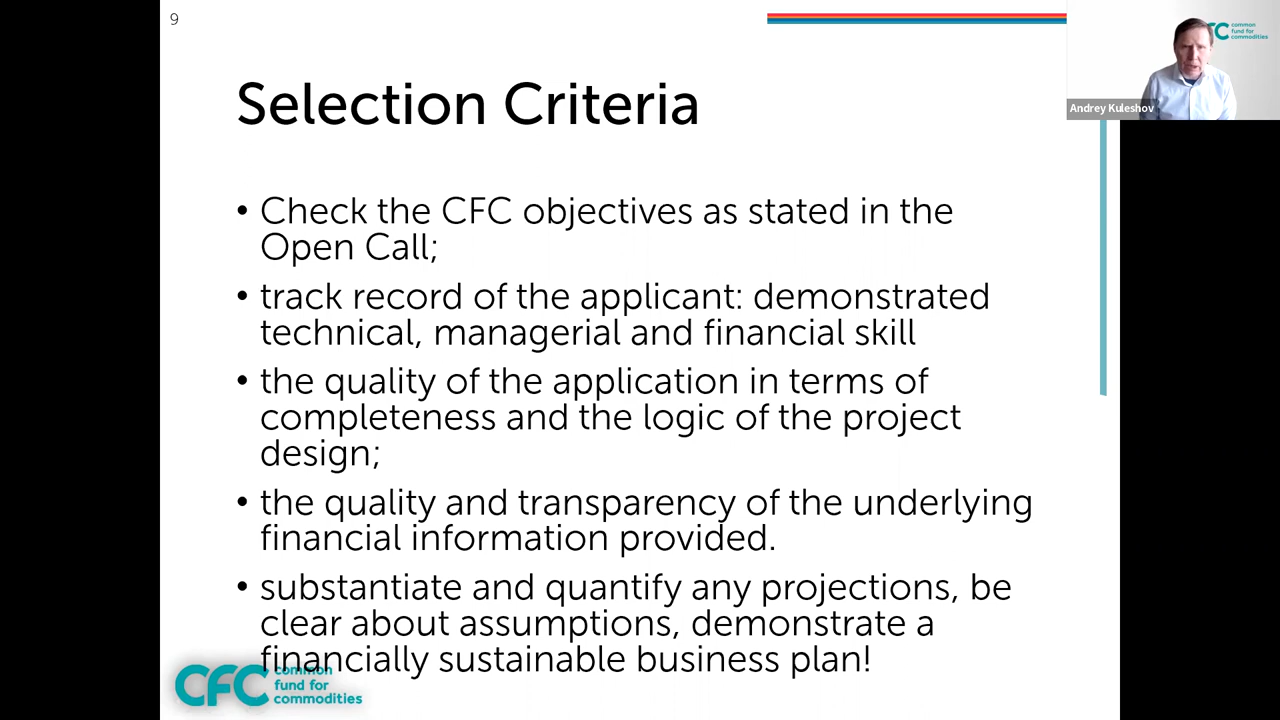 9
Selection Criteria
• Check the CFC objectives as stated in the
Open Call;
• track record of the applicant: demonstrated
technical, managerial and financial skill
• the quality of the application in terms of
completeness and the logic of the project
design;
• the quality and transparency of the underlying
financial information provided.
• substantiate and quantify any projections, be
clear about assumptions, demonstrate a
financially sustainable business plan!
CFC common
fund for
commodities
common
fund for
commodities
Andrey Kuleshov